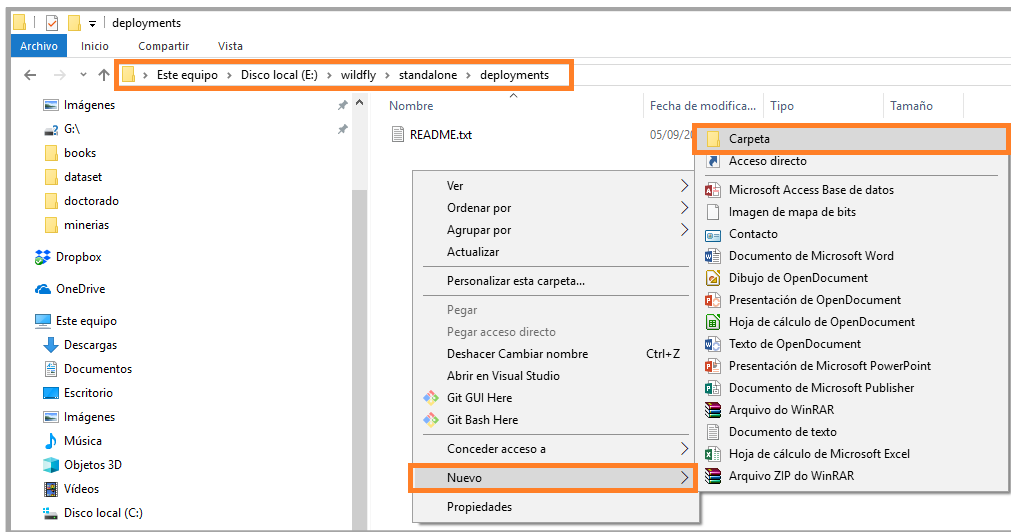 deployments
Archivo Inicio Compartir Vista
Este equipo > Disco local (E:) > wildfly > standalone > deployments
Imágenes
G:\
books
dataset
doctorado
minerias
Dropbox
OneDrive
Este equipo
Descargas
Documentos
Escritorio
Imágenes
Música
Objetos 3D
Vídeos
Disco local (C:)
Nombre Fecha de modifica... Tipo Tamaño
README.txt 05/09/20
Ver
Ordenar por
Agrupar por
Actualizar
Personalizar esta carpeta...
Pegar
Pegar acceso directo
Deshacer Cambiar nombre Ctrl+Z
Abrir en Visual Studio
Git GUI Here
Git Bash Here
Conceder acceso a
Nuevo
Propiedades
Carpeta
Acceso directo
Microsoft Access Base de datos
Imagen de mapa de bits
Contacto
Documento de Microsoft Word
Dibujo de OpenDocument
Presentación de OpenDocument
Hoja de cálculo de OpenDocument
Texto de OpenDocument
Presentación de Microsoft PowerPoint
Documento de Microsoft Publisher
Arquivo do WinRAR
Documento de texto
Hoja de cálculo de Microsoft Excel
Arquivo ZIP do WinRAR